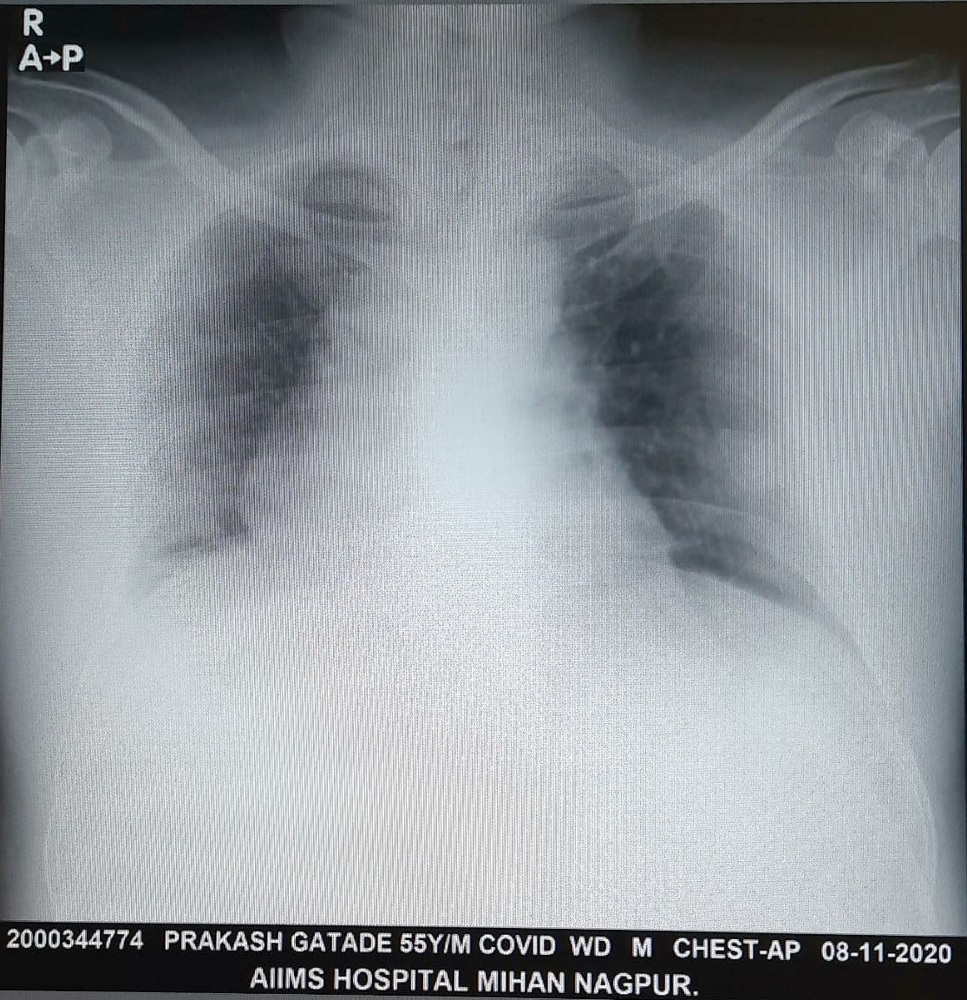 R
A→P
2000344774 PRAKASH GATADE 55Y/M COVID WD M CHEST-AP 08-11-2020
AIIMS HOSPITAL MIHAN NAGPUR.